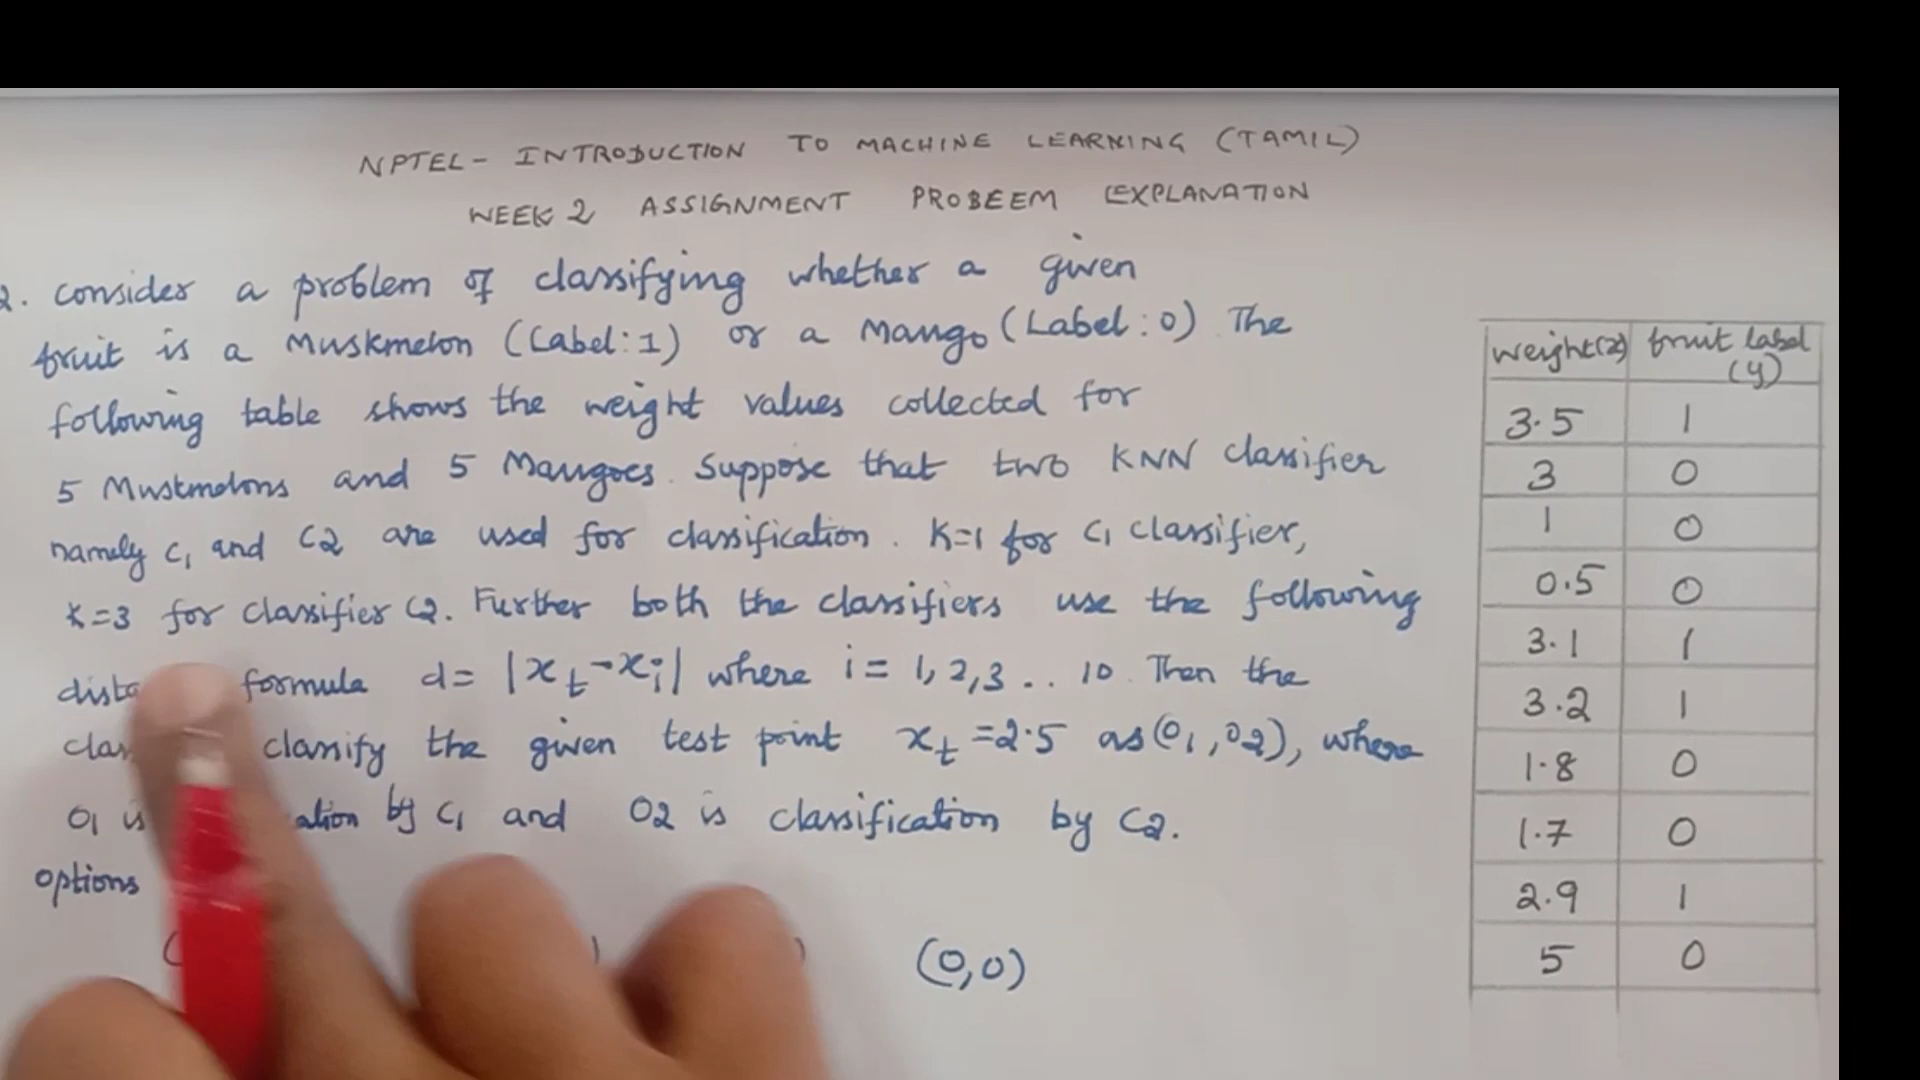 NPTEL - INTRODUCTION TO MACHINE LEARNING (TAMIL)
WEEK 2 ASSIGNMENT PROBEEM EXPLANATION
2. consider a problem of classifying whether a given
fruit is a Muskmelon (Label:1) or a Mango (Label:0) The
following table shows the weight values collected for
5 Muskmelons and 5 Mangoes. Suppose that two KNN classifier
namely C1 and C2 are used for classification. K=1 for C1 classifier,
K=3 for classifier C2. Further both the classifiers use the following
formula d= |xt-xi| where i = 1,2,3 .. 10. Then the
classify the given test point xt=2.5 as (O1,O2), where
O1 is by C1 and O2 is classification by C2.
options
(0,0)
weight(x) fruit label (y)
3.5 1
3 0
1 0
0.5 0
3.1 1
3.2 1
1.8 0
1.7 0
2.9 1
5 0